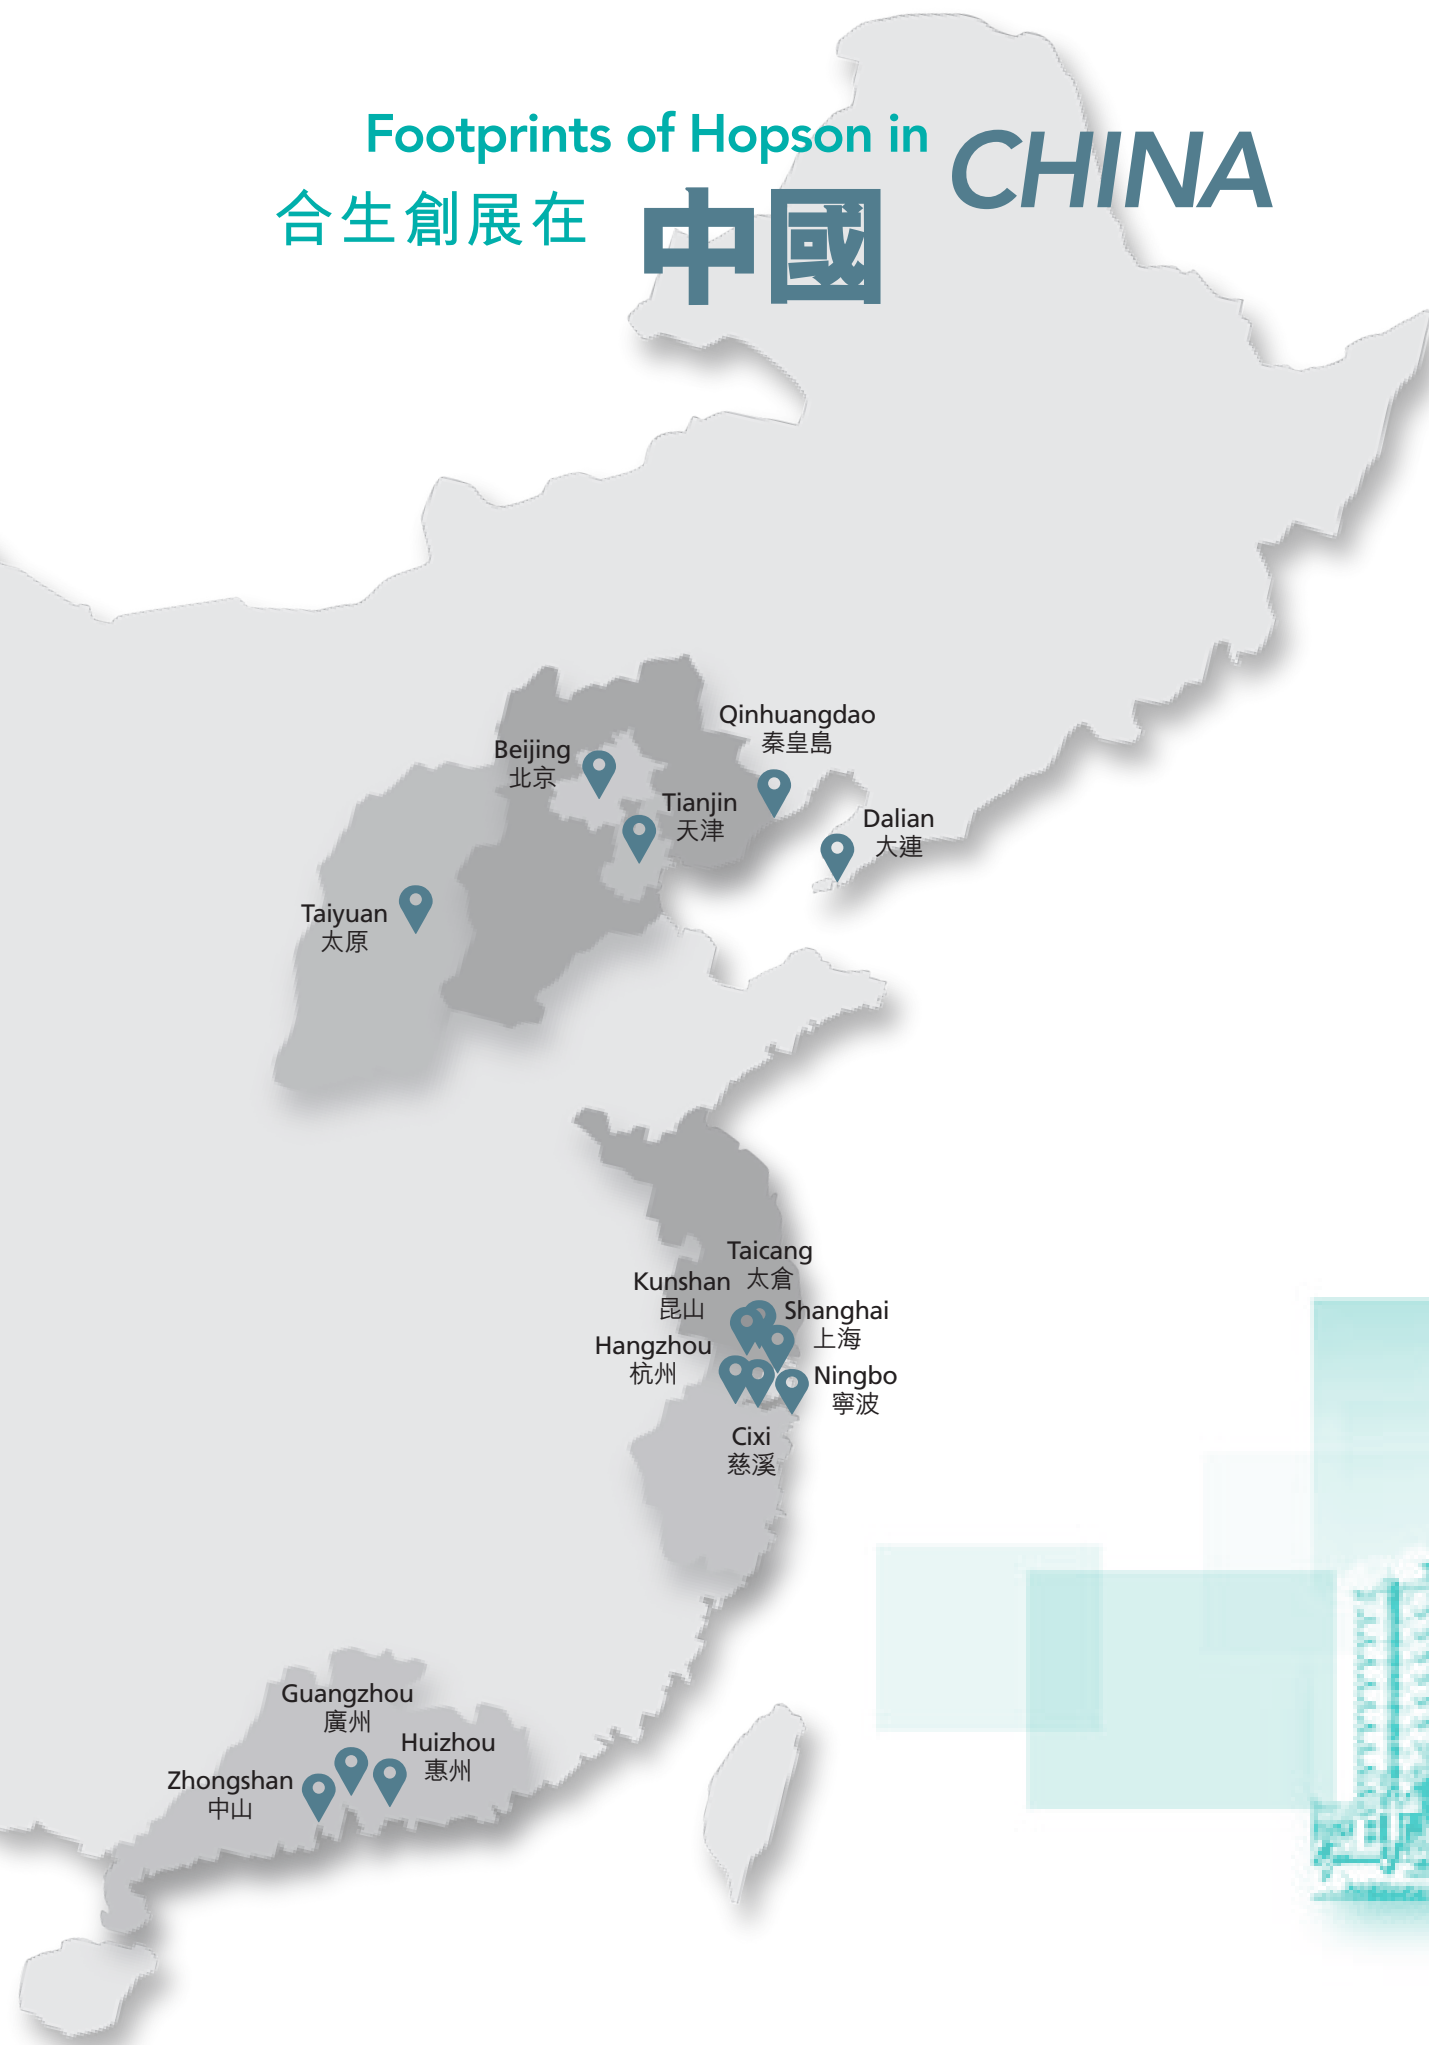 Footprints of Hopson in CHINA
合生創展在 中國
Qinhuangdao
秦皇島
Beijing
北京
Tianjin
天津
Dalian
大連
Taiyuan
太原
Taicang
太倉
Kunshan
昆山
Shanghai
上海
Hangzhou
杭州
Ningbo
寧波
Cixi
慈溪
Guangzhou
廣州
Huizhou
惠州
Zhongshan
中山